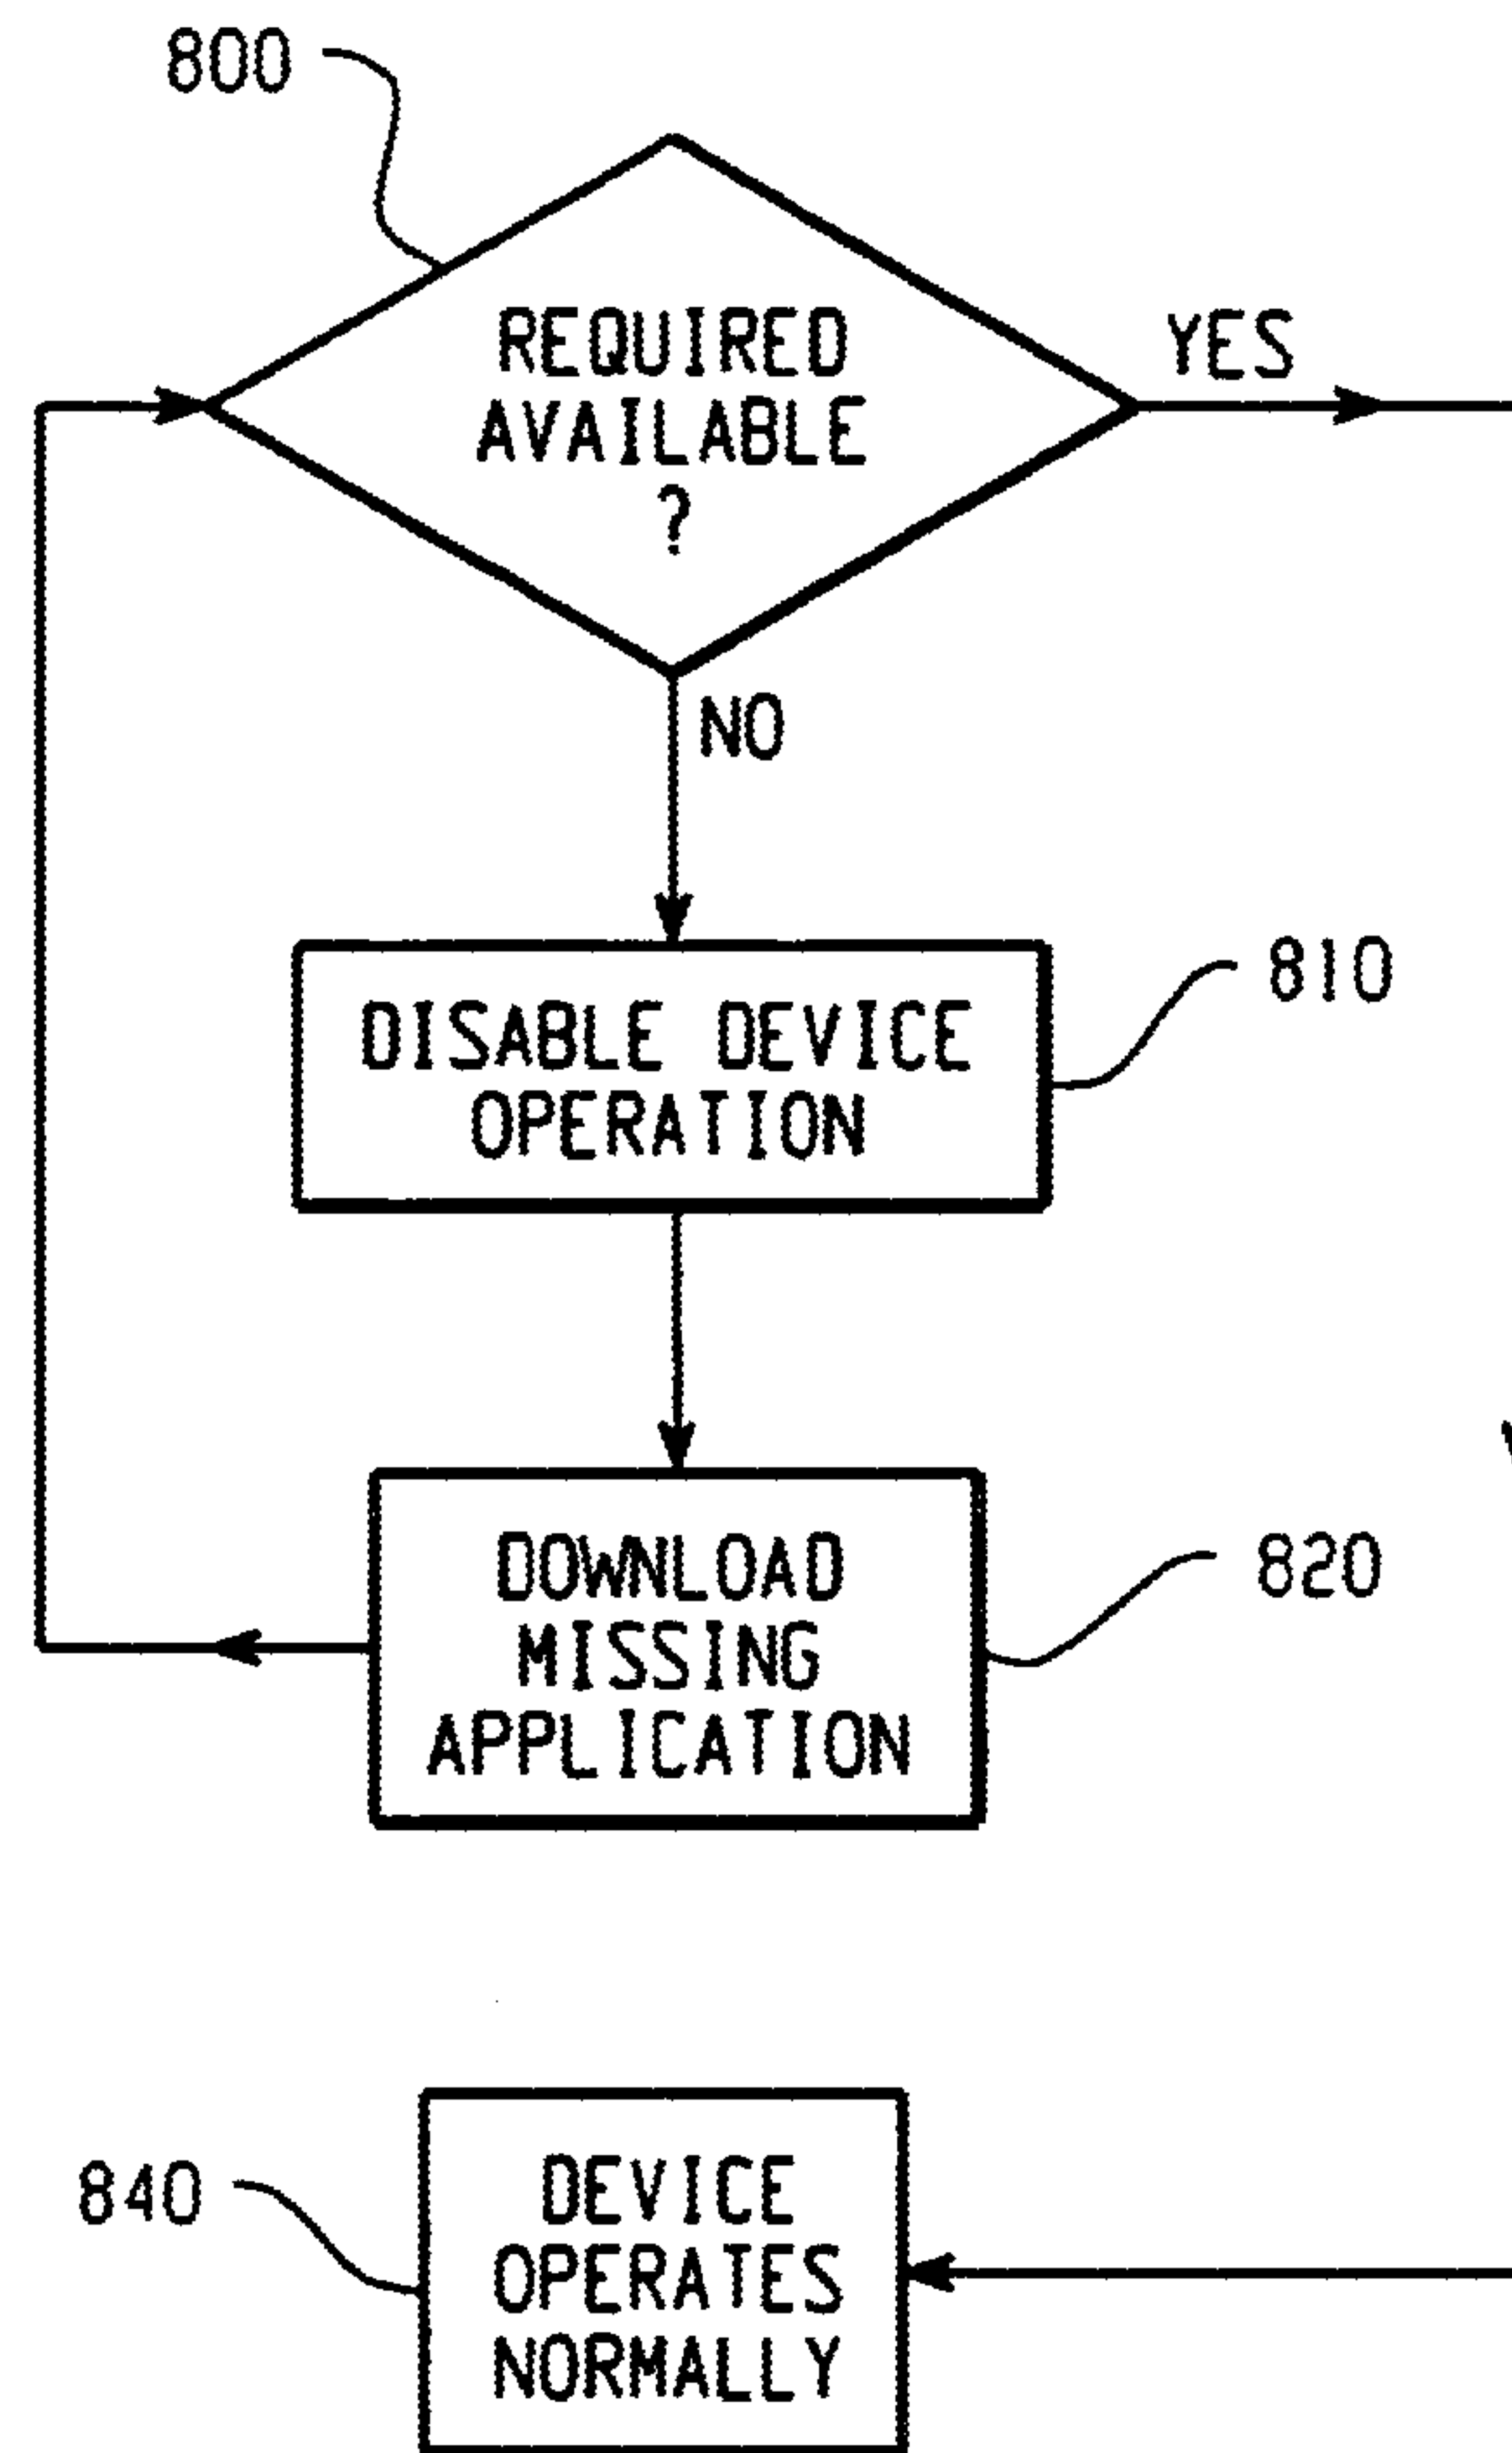 800
REQUIRED
AVAILABLE
?
YES
NO
DISABLE DEVICE
OPERATION
810
DOWNLOAD
MISSING
APPLICATION
820
840
DEVICE
OPERATES
NORMALLY